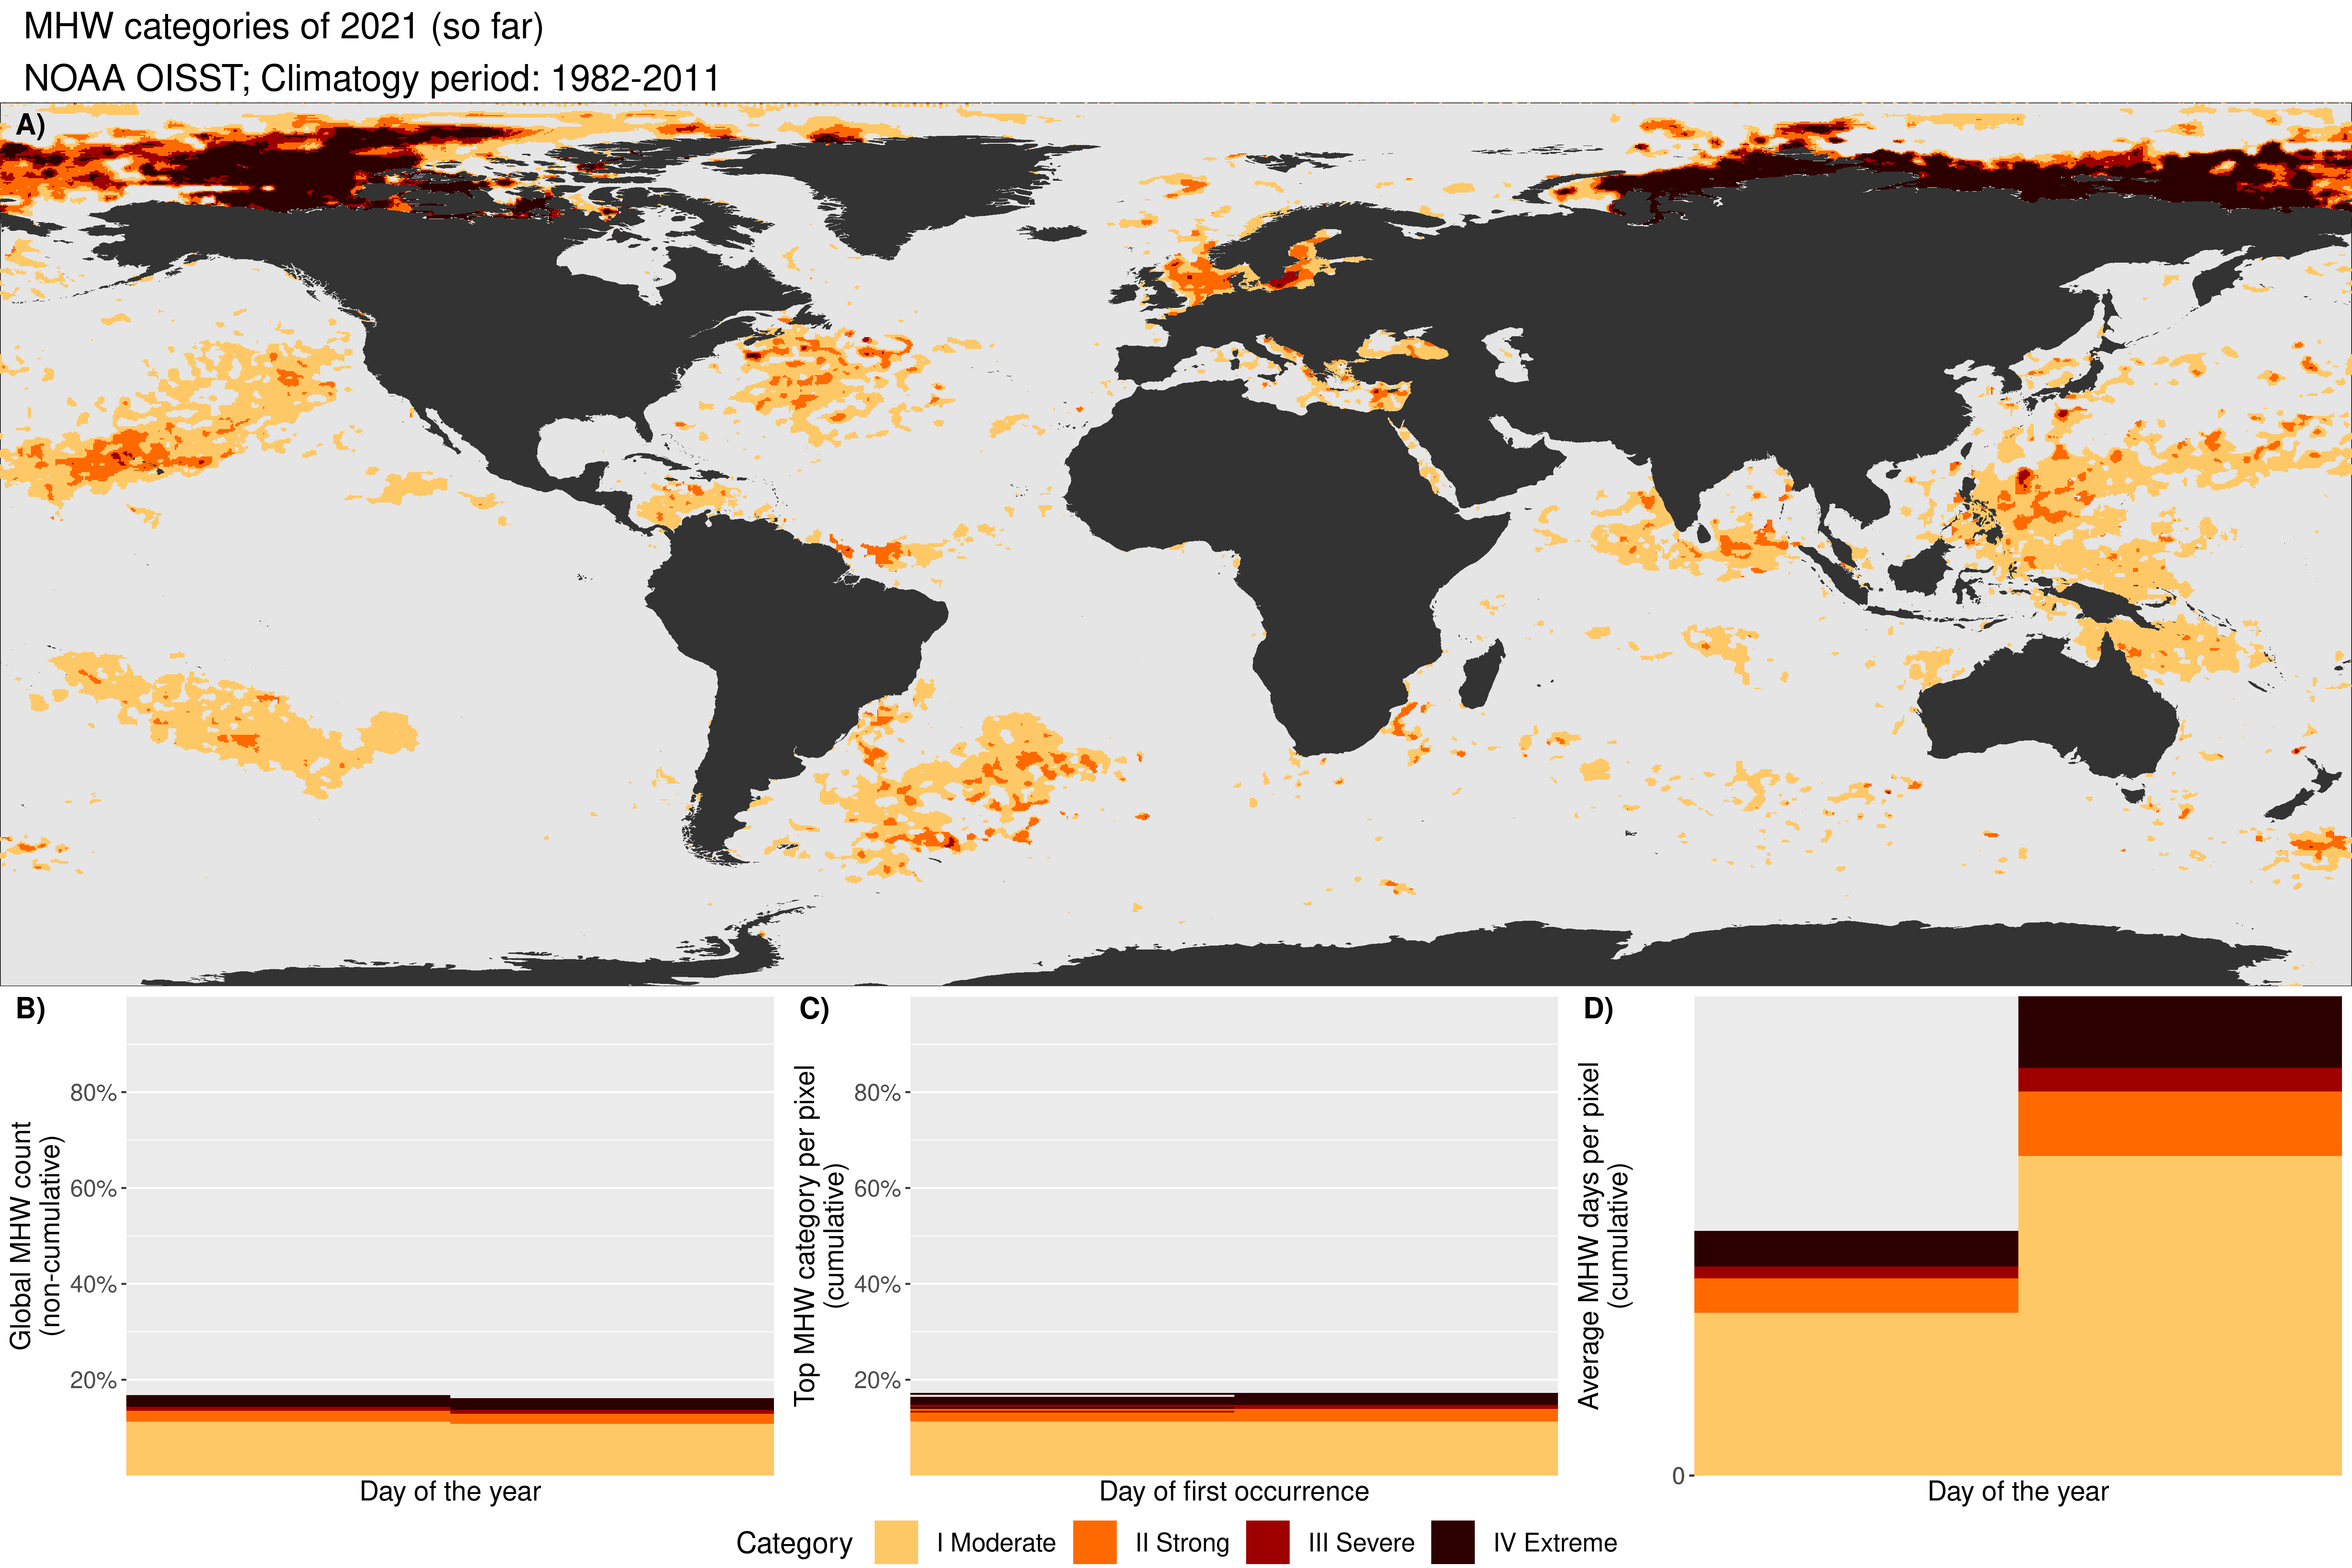 MHW categories of 2021 (so far)
NOAA OISST; Climatogy period: 1982-2011
A)
B)
Global MHW count
(non-cumulative)
80%
60%
40%
20%
Day of the year
C)
Top MHW category per pixel
(cumulative)
80%
60%
40%
20%
Day of first occurrence
D)
Average MHW days per pixel
(cumulative)
0
Day of the year
Category I Moderate II Strong III Severe IV Extreme